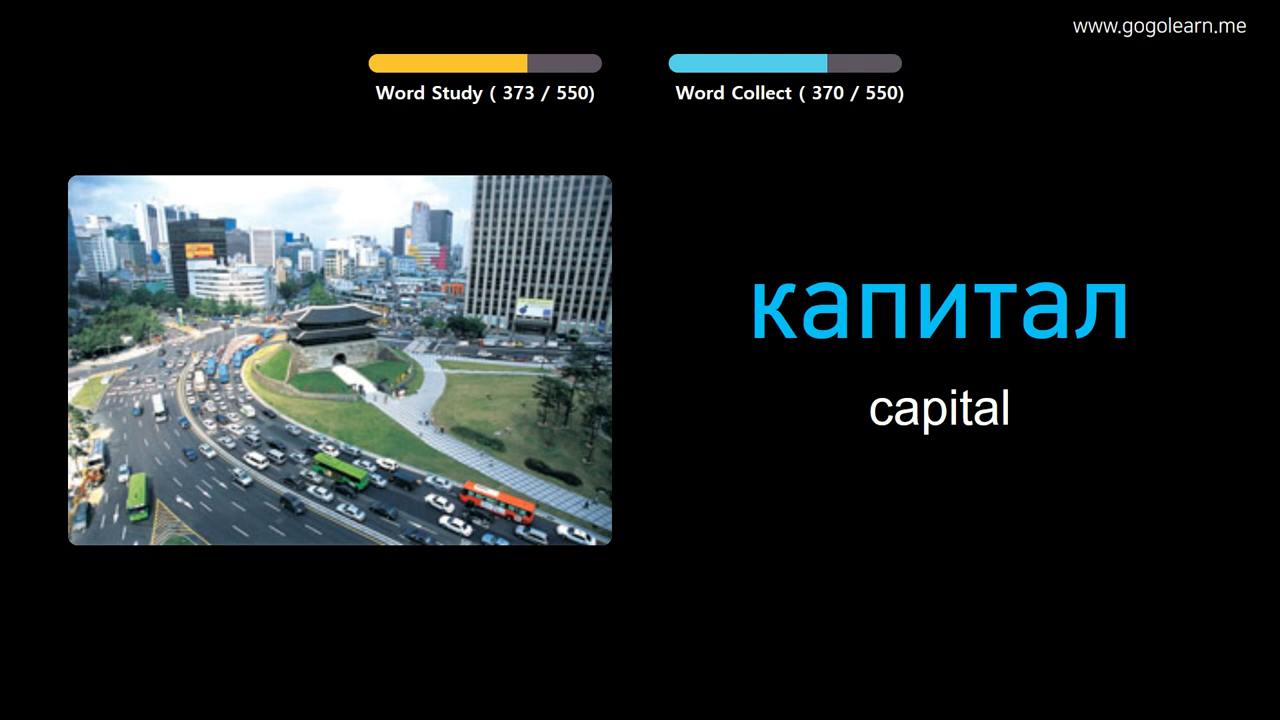 www.gogolearn.me
Word Study ( 373 / 550)
Word Collect ( 370 / 550)
капитал
capital